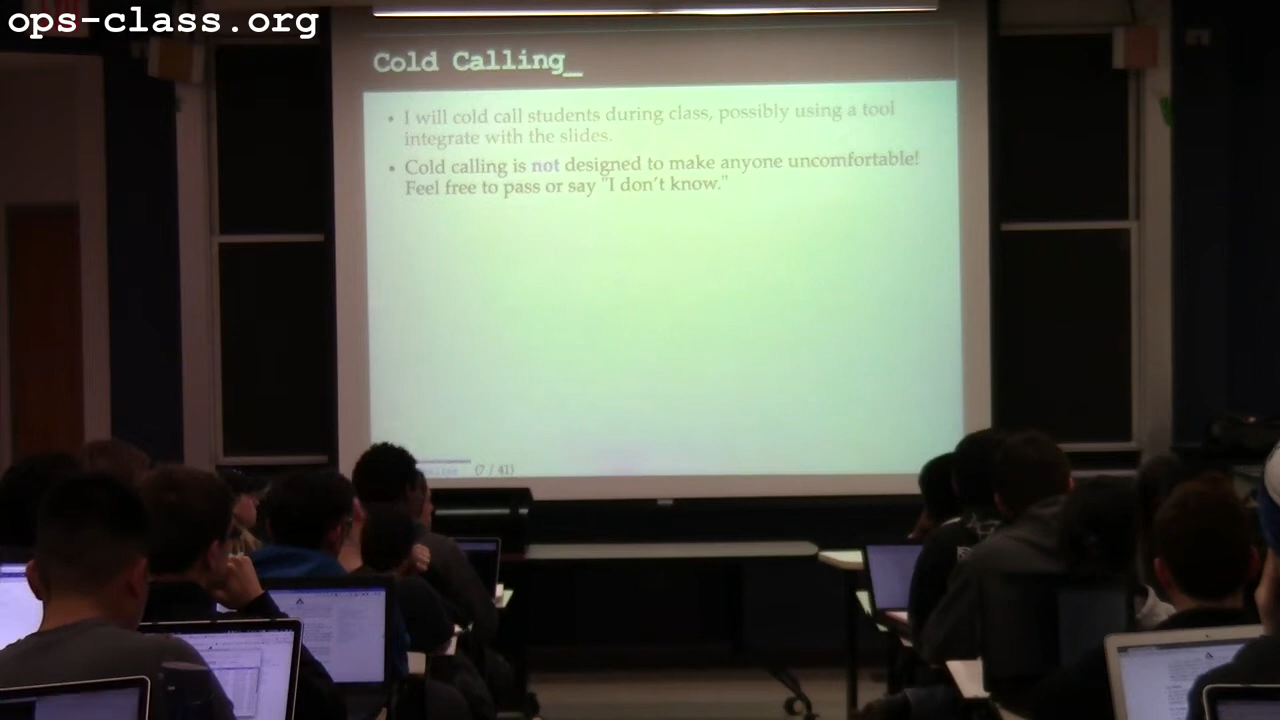 ops-class.org
Cold Calling_
• I will cold call students during class, possibly using a tool
integrate with the slides.
• Cold calling is not designed to make anyone uncomfortable!
Feel free to pass or say "I don't know."
(7 / 41)